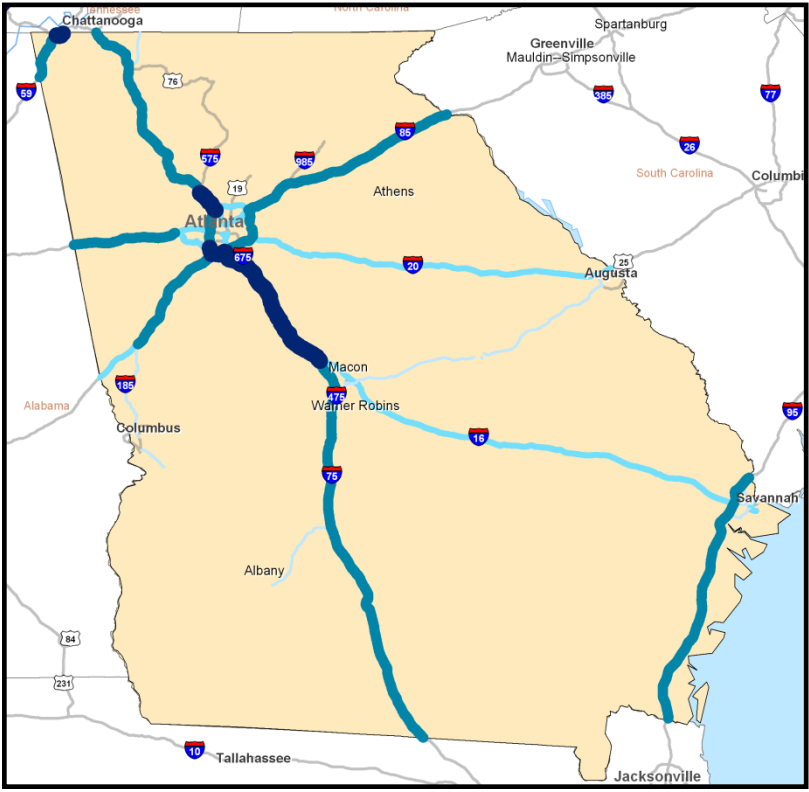 Tennessee
North Carolina
Chattanooga
Spartanburg
Greenville
Mauldin–Simpsonville
76
59
385
77
85
26
575
985
South Carolina
Columbi
19
Athens
Atlanta
675
20
25
Augusta
Macon
185
475
Alabama
Warner Robins
95
Columbus
16
75
Savannah
Albany
84
231
10
Tallahassee
Jacksonville